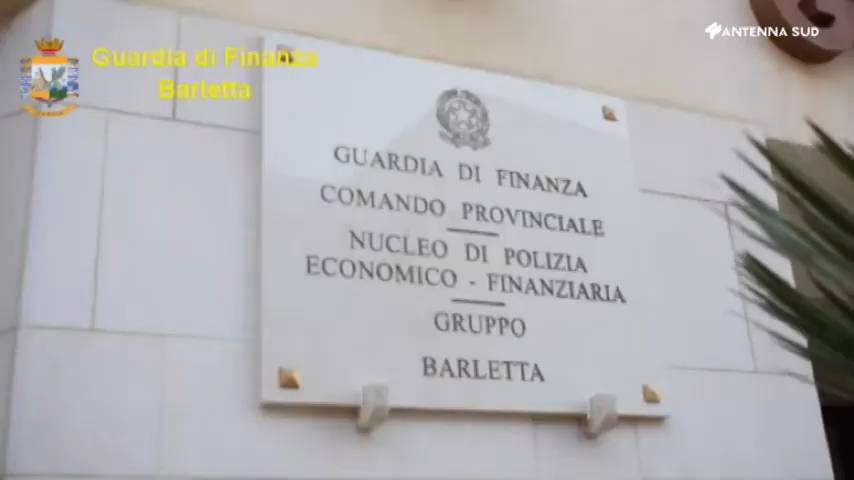 ANTENNA SUD
Guardia di Finanza
Barletta
GUARDIA DI FINANZA
COMANDO PROVINCIALE
NUCLEO DI POLIZIA
ECONOMICO - FINANZIARIA
GRUPPO
BARLETTA